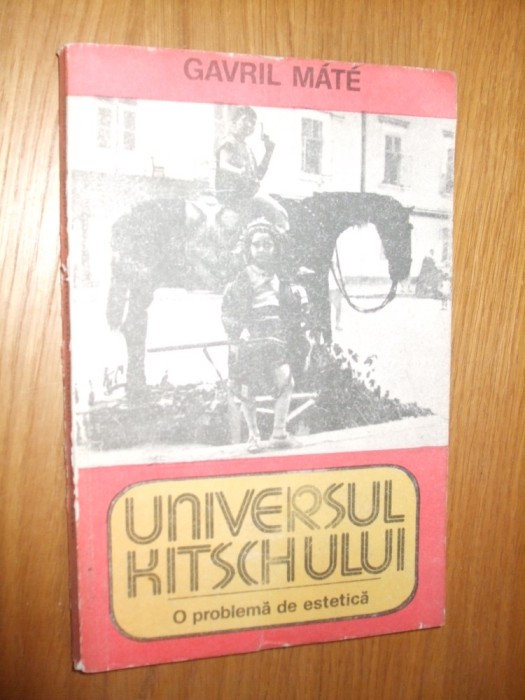 GAVRIL MÁTÉ
UNIVERSUL
KITSCHULUI
O problemă de estetică